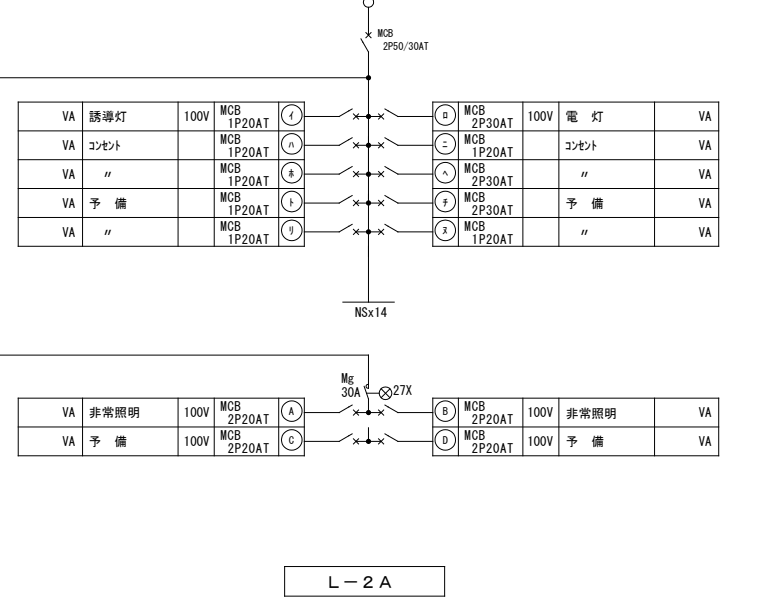 MCB
2P50/30AT
VA 誘導灯 100V MCB 1P20AT イ ロ MCB 2P30AT 100V 電 灯 VA
VA コンセント MCB 1P20AT ハ ニ MCB 1P20AT コンセント VA
VA 〃 MCB 1P20AT ホ ヘ MCB 2P30AT 〃 VA
VA 予 備 MCB 1P20AT ト チ MCB 2P30AT 予 備 VA
VA 〃 MCB 1P20AT リ ヌ MCB 1P20AT 〃 VA
NSx14
Mg
30A 27X
VA 非常照明 100V MCB 2P20AT A B MCB 2P20AT 100V 非常照明 VA
VA 予 備 100V MCB 2P20AT C D MCB 2P20AT 100V 予 備 VA
L－2A